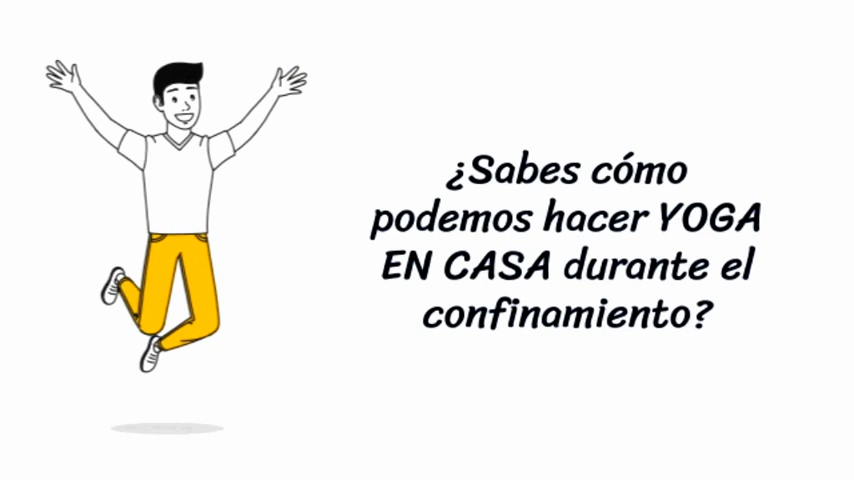 ¿Sabes cómo
podemos hacer YOGA
EN CASA durante el
confinamiento?